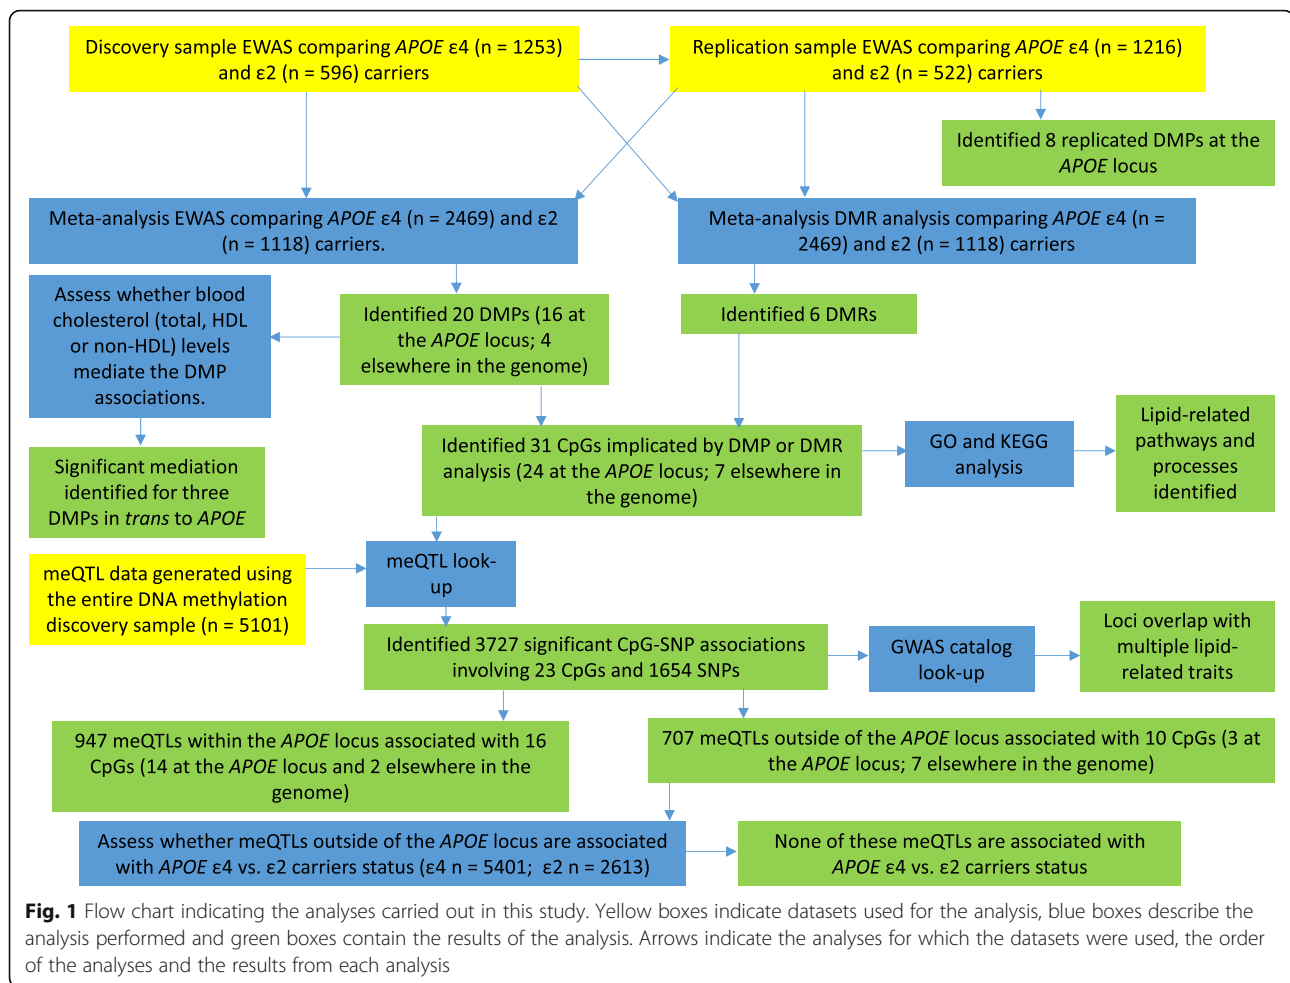 Discovery sample EWAS comparing APOE ε4 (n = 1253)
and ε2 (n = 596) carriers
Replication sample EWAS comparing APOE ε4 (n = 1216)
and ε2 (n = 522) carriers
Identified 8 replicated DMPs at the
APOE locus
Meta-analysis EWAS comparing APOE ε4 (n = 2469) and ε2
(n = 1118) carriers.
Meta-analysis DMR analysis comparing APOE ε4 (n =
2469) and ε2 (n = 1118) carriers
Assess whether blood
cholesterol (total, HDL
or non-HDL) levels
mediate the DMP
associations.
Identified 20 DMPs (16 at
the APOE locus; 4
elsewhere in the genome)
Identified 6 DMRs
Significant mediation
identified for three
DMPs in trans to APOE
Identified 31 CpGs implicated by DMP or DMR
analysis (24 at the APOE locus; 7 elsewhere in
the genome)
GO and KEGG
analysis
Lipid-related
pathways and
processes
identified
meQTL data generated using
the entire DNA methylation
discovery sample (n = 5101)
meQTL look-
up
Identified 3727 significant CpG-SNP associations
involving 23 CpGs and 1654 SNPs
GWAS catalog
look-up
Loci overlap with
multiple lipid-
related traits
947 meQTLs within the APOE locus associated with 16
CpGs (14 at the APOE locus and 2 elsewhere in the
genome)
707 meQTLs outside of the APOE locus associated with 10 CpGs (3 at
the APOE locus; 7 elsewhere in the genome)
Assess whether meQTLs outside of the APOE locus are associated
with APOE ε4 vs. ε2 carriers status (ε4 n = 5401; ε2 n = 2613)
None of these meQTLs are associated with
APOE ε4 vs. ε2 carriers status
Fig. 1 Flow chart indicating the analyses carried out in this study. Yellow boxes indicate datasets used for the analysis, blue boxes describe the
analysis performed and green boxes contain the results of the analysis. Arrows indicate the analyses for which the datasets were used, the order
of the analyses and the results from each analysis